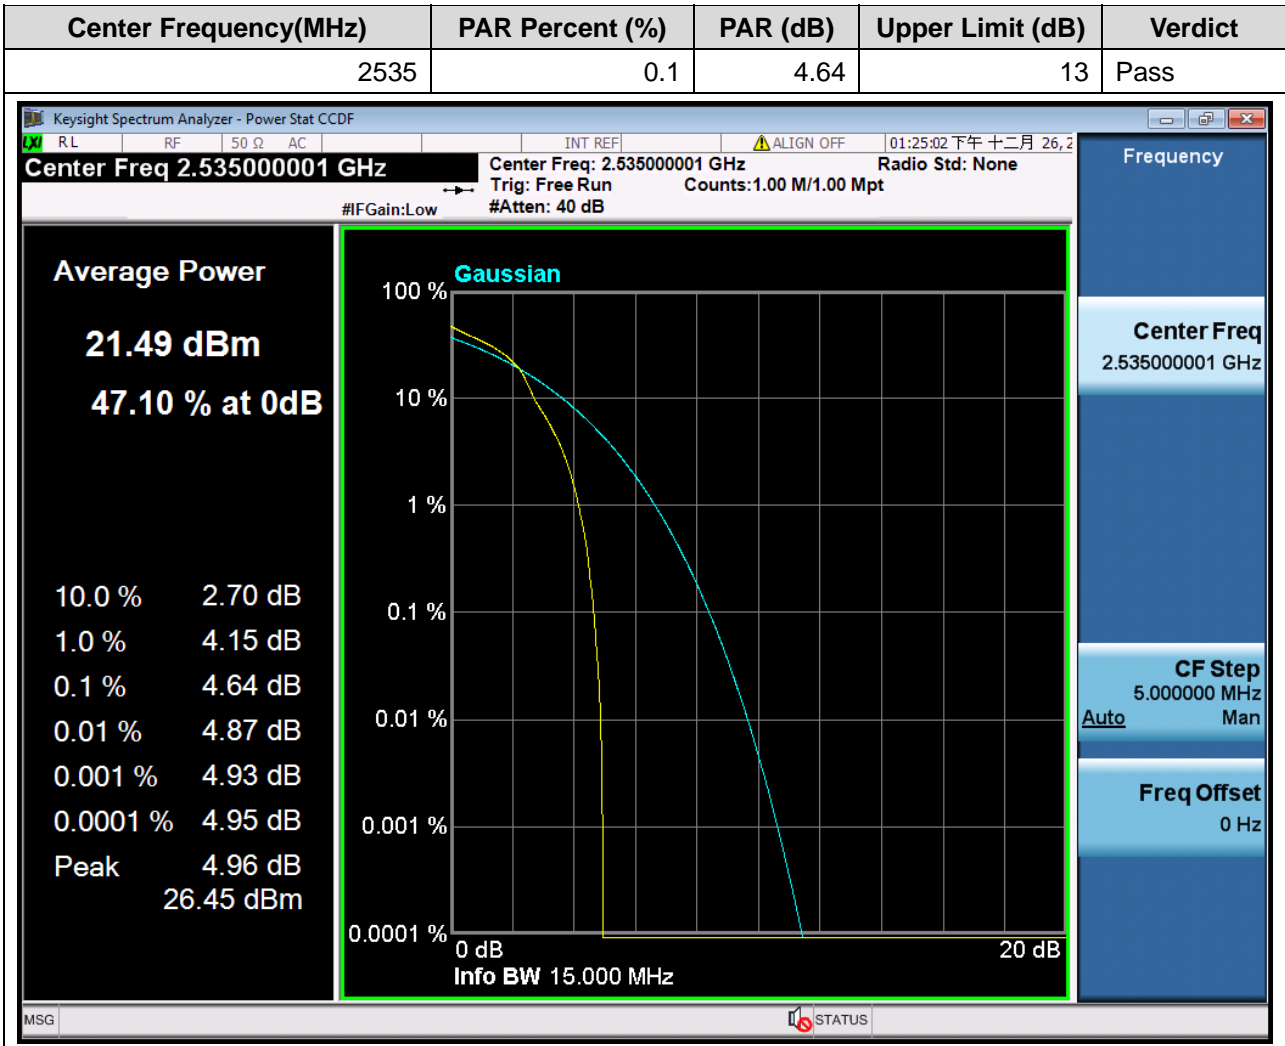 Center Frequency(MHz) PAR Percent (%) PAR (dB) Upper Limit (dB) Verdict
2535 0.1 4.64 13 Pass
Keysight Spectrum Analyzer - Power Stat CCDF
LXI RL RF 50 Ω AC INT REF ALIGN OFF 01:25:02 下午 十二月 26, 2
Center Freq 2.535000001 GHz
Center Freq: 2.535000001 GHz Radio Std: None
Trig: Free Run Counts:1.00 M/1.00 Mpt
#IFGain:Low #Atten: 40 dB
Average Power
21.49 dBm
47.10 % at 0dB
10.0 % 2.70 dB
1.0 % 4.15 dB
0.1 % 4.64 dB
0.01 % 4.87 dB
0.001 % 4.93 dB
0.0001 % 4.95 dB
Peak 4.96 dB
26.45 dBm
Gaussian
100 %
10 %
1 %
0.1 %
0.01 %
0.001 %
0.0001 %
0 dB 20 dB
Info BW 15.000 MHz
Frequency
Center Freq
2.535000001 GHz
CF Step
5.000000 MHz
Auto Man
Freq Offset
0 Hz
MSG STATUS